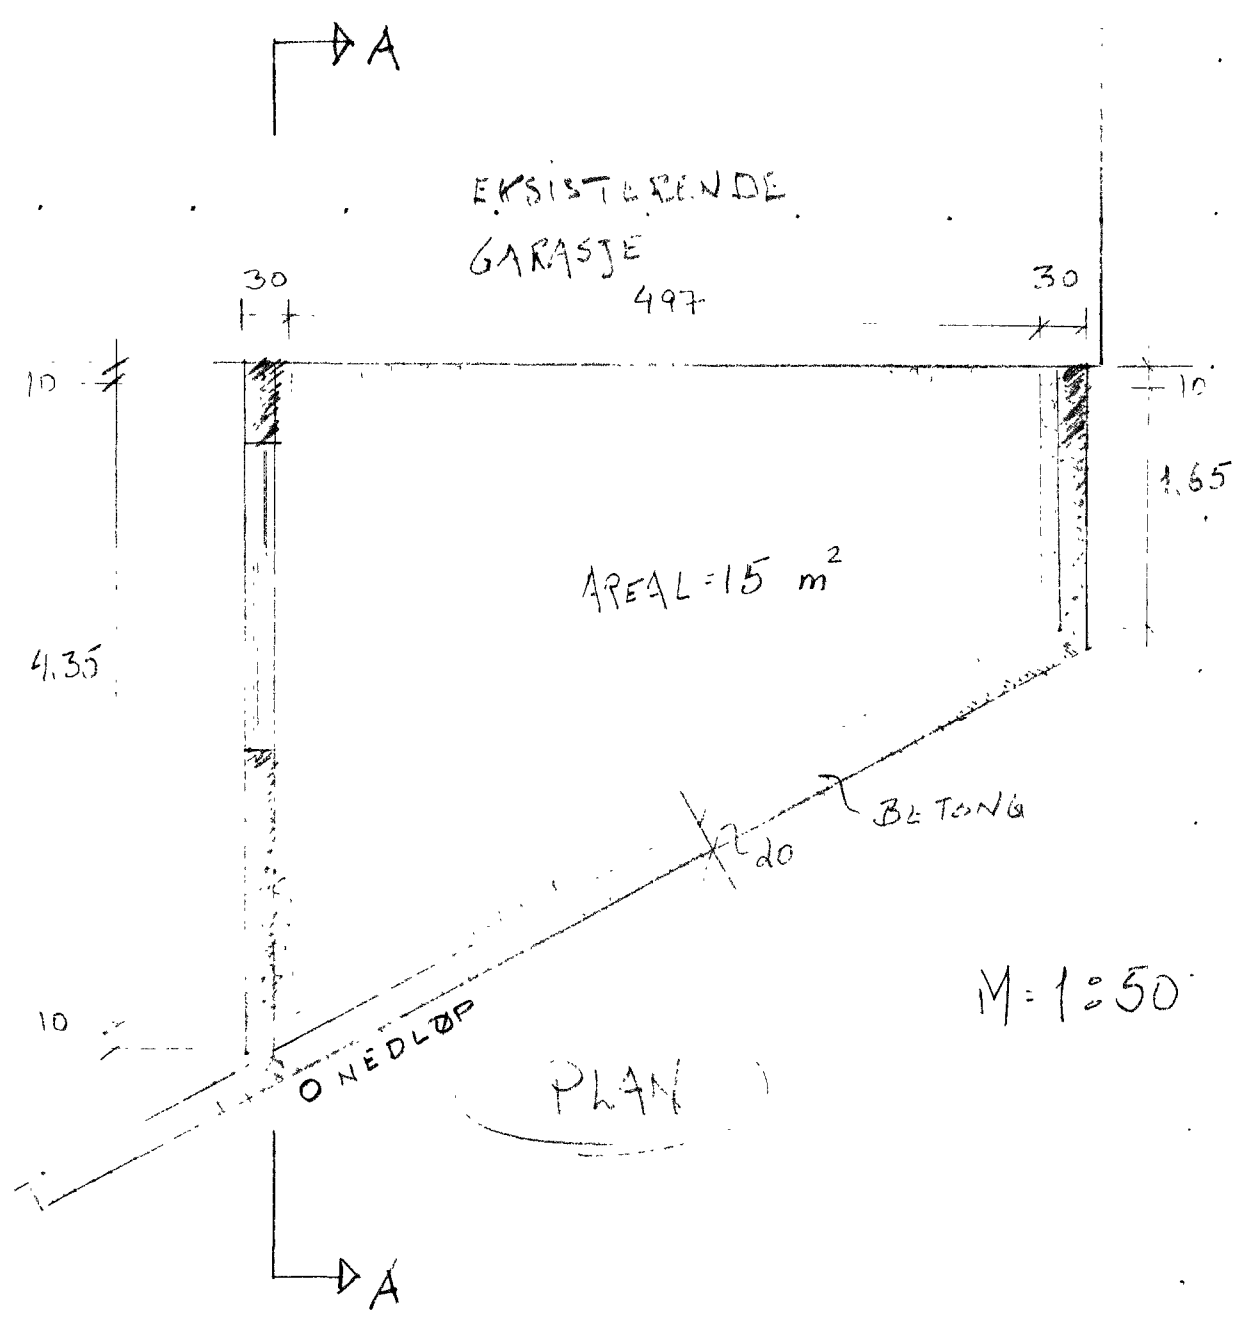 A
EKSISTERENDE
GARASJE
30
497
30
10
10
1.65
AREAL=15 m²
4.35
BETONG
20
M=1:50
10
O NEDLØP
PLAN
A